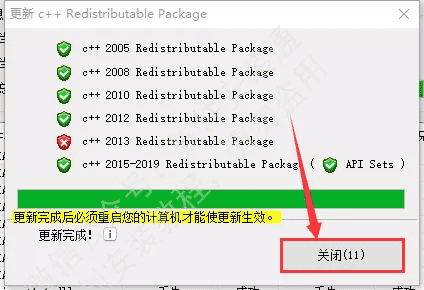 更新 c++ Redistributable Package
c++ 2005 Redistributable Package
c++ 2008 Redistributable Package
c++ 2010 Redistributable Package
c++ 2012 Redistributable Package
c++ 2013 Redistributable Package
c++ 2015-2019 Redistributable Package ( API Sets )
更新完成后必须重启您的计算机才能使更新生效。
更新完成!
关闭(11)